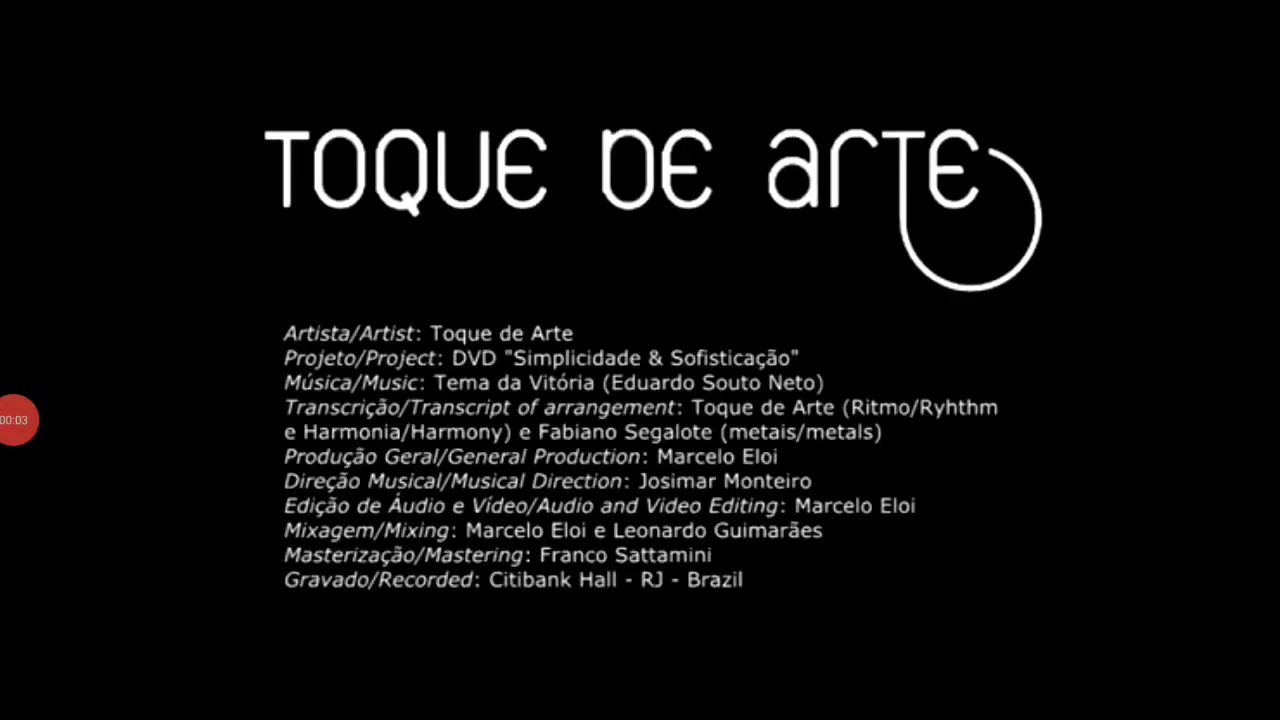 TOQUE DE ArTE
Artista/Artist: Toque de Arte
Projeto/Project: DVD "Simplicidade & Sofisticação"
Música/Music: Tema da Vitória (Eduardo Souto Neto)
Transcrição/Transcript of arrangement: Toque de Arte (Ritmo/Ryhthm
e Harmonia/Harmony) e Fabiano Segalote (metais/metals)
Produção Geral/General Production: Marcelo Eloi
Direção Musical/Musical Direction: Josimar Monteiro
Edição de Áudio e Vídeo/Audio and Video Editing: Marcelo Eloi
Mixagem/Mixing: Marcelo Eloi e Leonardo Guimarães
Masterização/Mastering: Franco Sattamini
Gravado/Recorded: Citibank Hall - RJ - Brazil
00:03